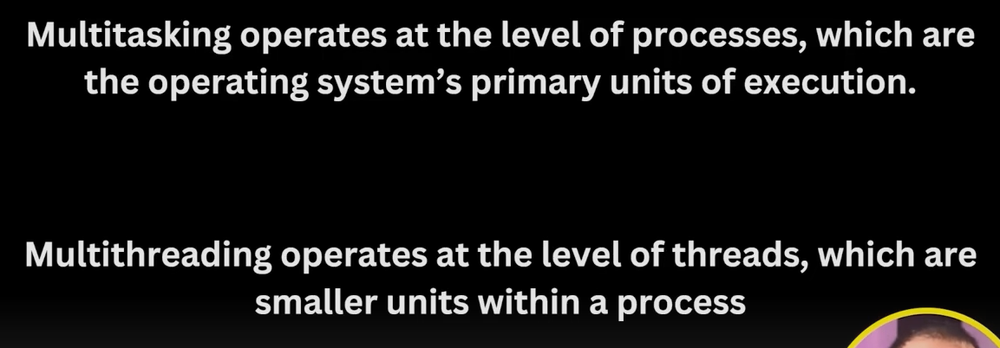 Multitasking operates at the level of processes, which are
the operating system’s primary units of execution.
Multithreading operates at the level of threads, which are
smaller units within a process